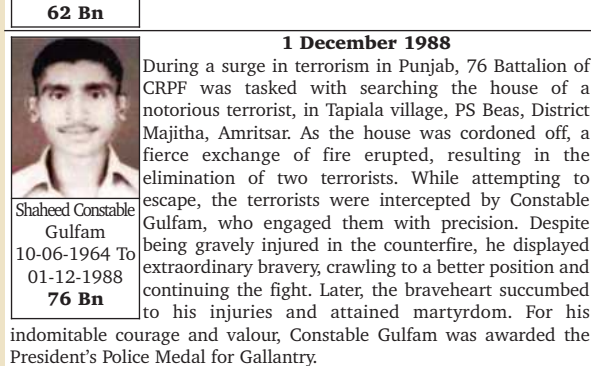 62 Bn
1 December 1988
During a surge in terrorism in Punjab, 76 Battalion of
CRPF was tasked with searching the house of a
notorious terrorist, in Tapiala village, PS Beas, District
Majitha, Amritsar. As the house was cordoned off, a
fierce exchange of fire erupted, resulting in the
elimination of two terrorists. While attempting to
escape, the terrorists were intercepted by Constable
Gulfam, who engaged them with precision. Despite
being gravely injured in the counterfire, he displayed
extraordinary bravery, crawling to a better position and
continuing the fight. Later, the braveheart succumbed
to his injuries and attained martyrdom. For his
indomitable courage and valour, Constable Gulfam was awarded the
President's Police Medal for Gallantry.
Shaheed Constable
Gulfam
10-06-1964 To
01-12-1988
76 Bn